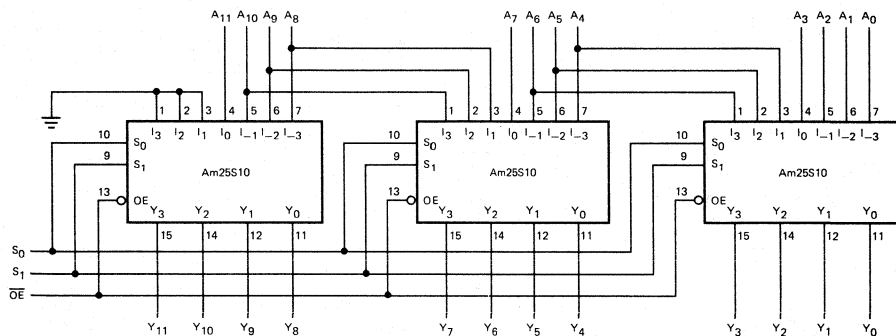 A11 A10 A9 A8 A7 A6 A5 A4 A3 A2 A1 A0
1 2 3 4 5 6 7 1 2 3 4 5 6 7 1 2 3 4 5 6 7
I3 I2 I1 I0 I−1 I−2 I−3 I3 I2 I1 I0 I−1 I−2 I−3 I3 I2 I1 I0 I−1 I−2 I−3
10 S0 10 S0 10 S0
9 S1 9 S1 9 S1
Am25S10 Am25S10 Am25S10
13 OE 13 OE 13 OE
Y3 Y2 Y1 Y0 Y3 Y2 Y1 Y0 Y3 Y2 Y1 Y0
15 14 12 11 15 14 12 11 15 14 12 11
S0
S1
OE
Y11 Y10 Y9 Y8 Y7 Y6 Y5 Y4 Y3 Y2 Y1 Y0